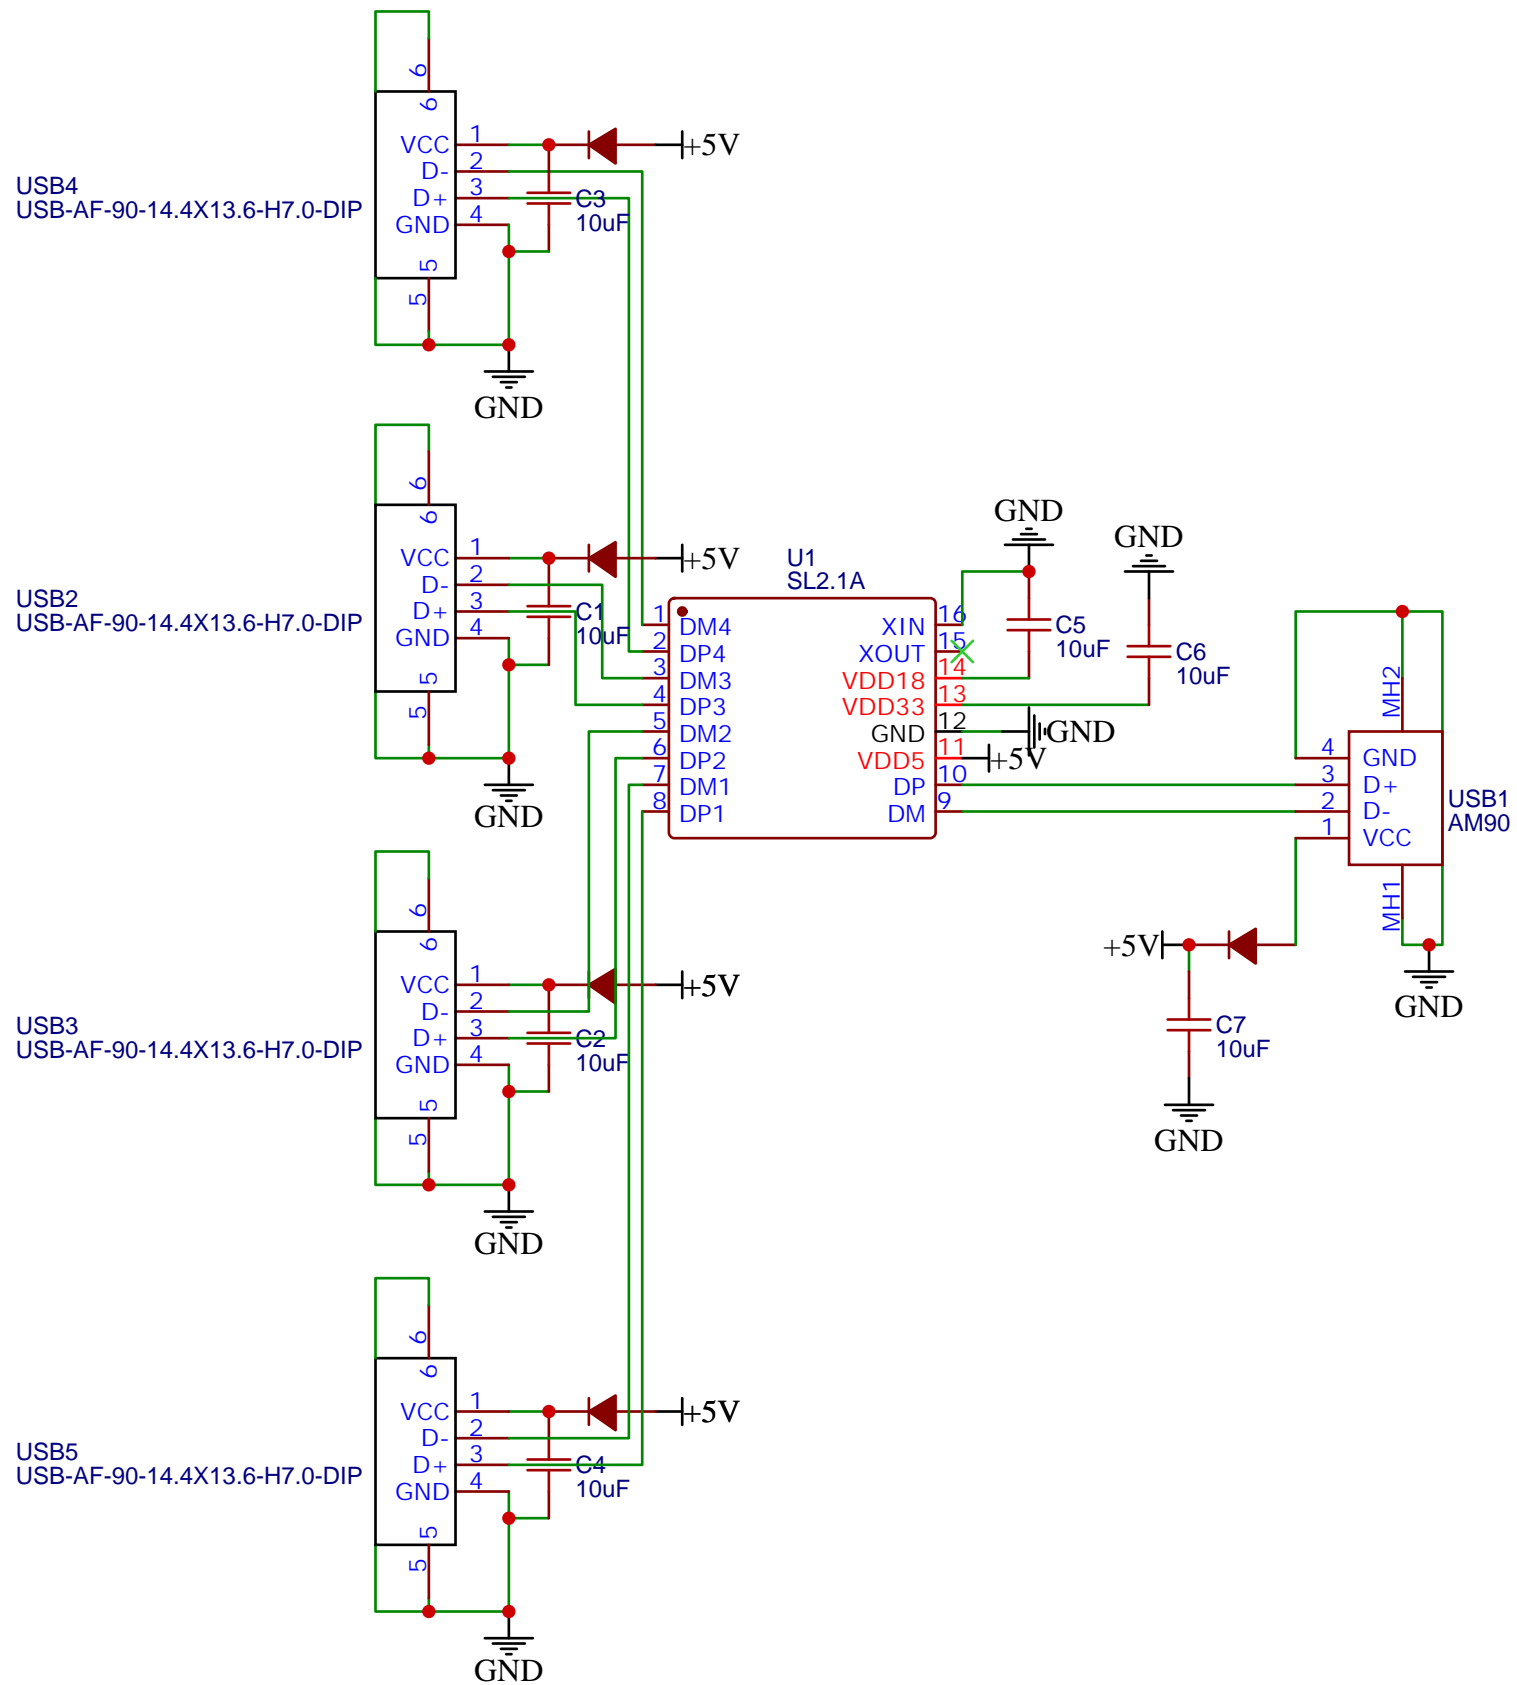 6
6
VCC 1
D- 2
D+ 3
GND 4
5
5
USB4
USB-AF-90-14.4X13.6-H7.0-DIP
+5V
C3
10uF
GND
6
6
VCC 1
D- 2
D+ 3
GND 4
5
5
USB2
USB-AF-90-14.4X13.6-H7.0-DIP
+5V
C1
10uF
GND
U1
SL2.1A
1 DM4
2 DP4
3 DM3
4 DP3
5 DM2
6 DP2
7 DM1
8 DP1
XIN 16
XOUT 15
VDD18 14
VDD33 13
GND 12
VDD5 11
DP 10
DM 9
GND
C5
10uF
GND
C6
10uF
GND
+5V
MH2
4 GND
3 D+
2 D-
1 VCC
MH1
USB1
AM90
GND
+5V
C7
10uF
GND
6
6
VCC 1
D- 2
D+ 3
GND 4
5
5
USB3
USB-AF-90-14.4X13.6-H7.0-DIP
+5V
C2
10uF
GND
6
6
VCC 1
D- 2
D+ 3
GND 4
5
5
USB5
USB-AF-90-14.4X13.6-H7.0-DIP
+5V
C4
10uF
GND